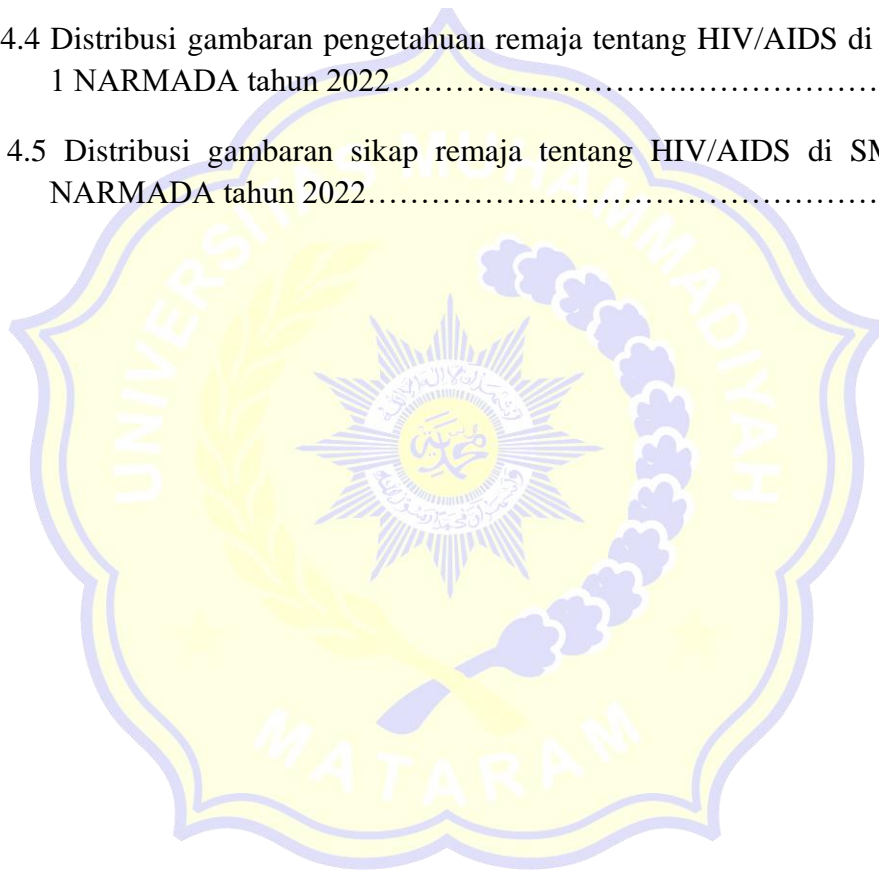 4.4 Distribusi gambaran pengetahuan remaja tentang HIV/AIDS di
1 NARMADA tahun 2022……………………….………………
4.5 Distribusi gambaran sikap remaja tentang HIV/AIDS di SM
NARMADA tahun 2022…………………………………………
UNIVERSITAS MUHAMMADIYAH
MATARAM